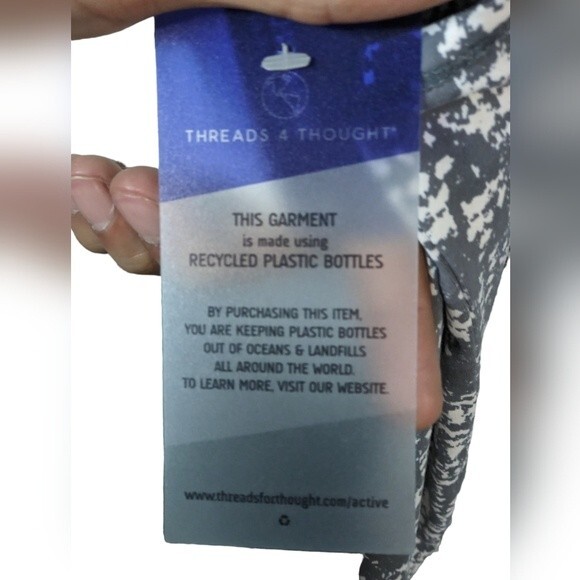 THREADS 4 THOUGHT®
THIS GARMENT
is made using
RECYCLED PLASTIC BOTTLES
BY PURCHASING THIS ITEM,
YOU ARE KEEPING PLASTIC BOTTLES
OUT OF OCEANS & LANDFILLS
ALL AROUND THE WORLD.
TO LEARN MORE, VISIT OUR WEBSITE.
www.threadsforthought.com/active